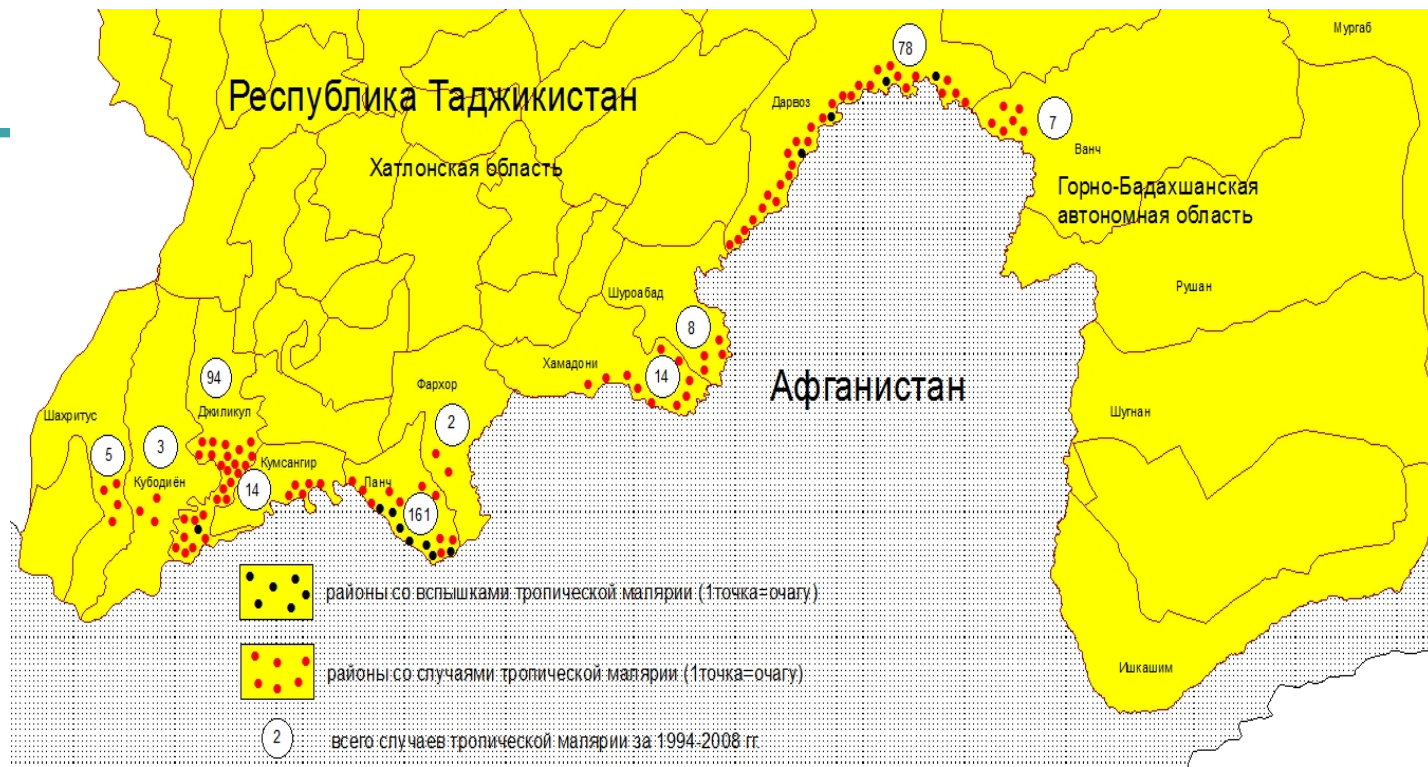 Мургаб
78
Республика Таджикистан
Дарвоз
7
Ванч
Хатлонская область
Горно-Бадахшанская
автономная область
Рушан
Шуроабад
8
Хамадони
14
94
Фархор
Афганистан
Джиликул
Шахритус
Шугнан
2
3
5
Кумсангир
Кубодиён
Пянч
14
161
районы со вспышками тропической малярии (1точка=очагу)
районы со случаями тропической малярии (1точка=очагу)
Ишкашим
2
всего случаев тропической малярии за 1994-2008 гг.